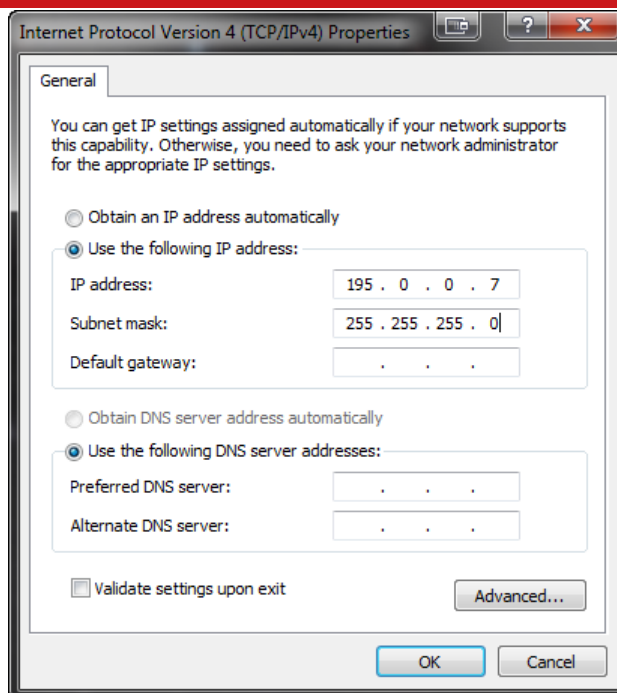 Internet Protocol Version 4 (TCP/IPv4) Properties
General
You can get IP settings assigned automatically if your network supports
this capability. Otherwise, you need to ask your network administrator
for the appropriate IP settings.
Obtain an IP address automatically
Use the following IP address:
IP address: 195 . 0 . 0 . 7
Subnet mask: 255 . 255 . 255 . 0
Default gateway: . . .
Obtain DNS server address automatically
Use the following DNS server addresses:
Preferred DNS server: . . .
Alternate DNS server: . . .
Validate settings upon exit
Advanced...
OK Cancel